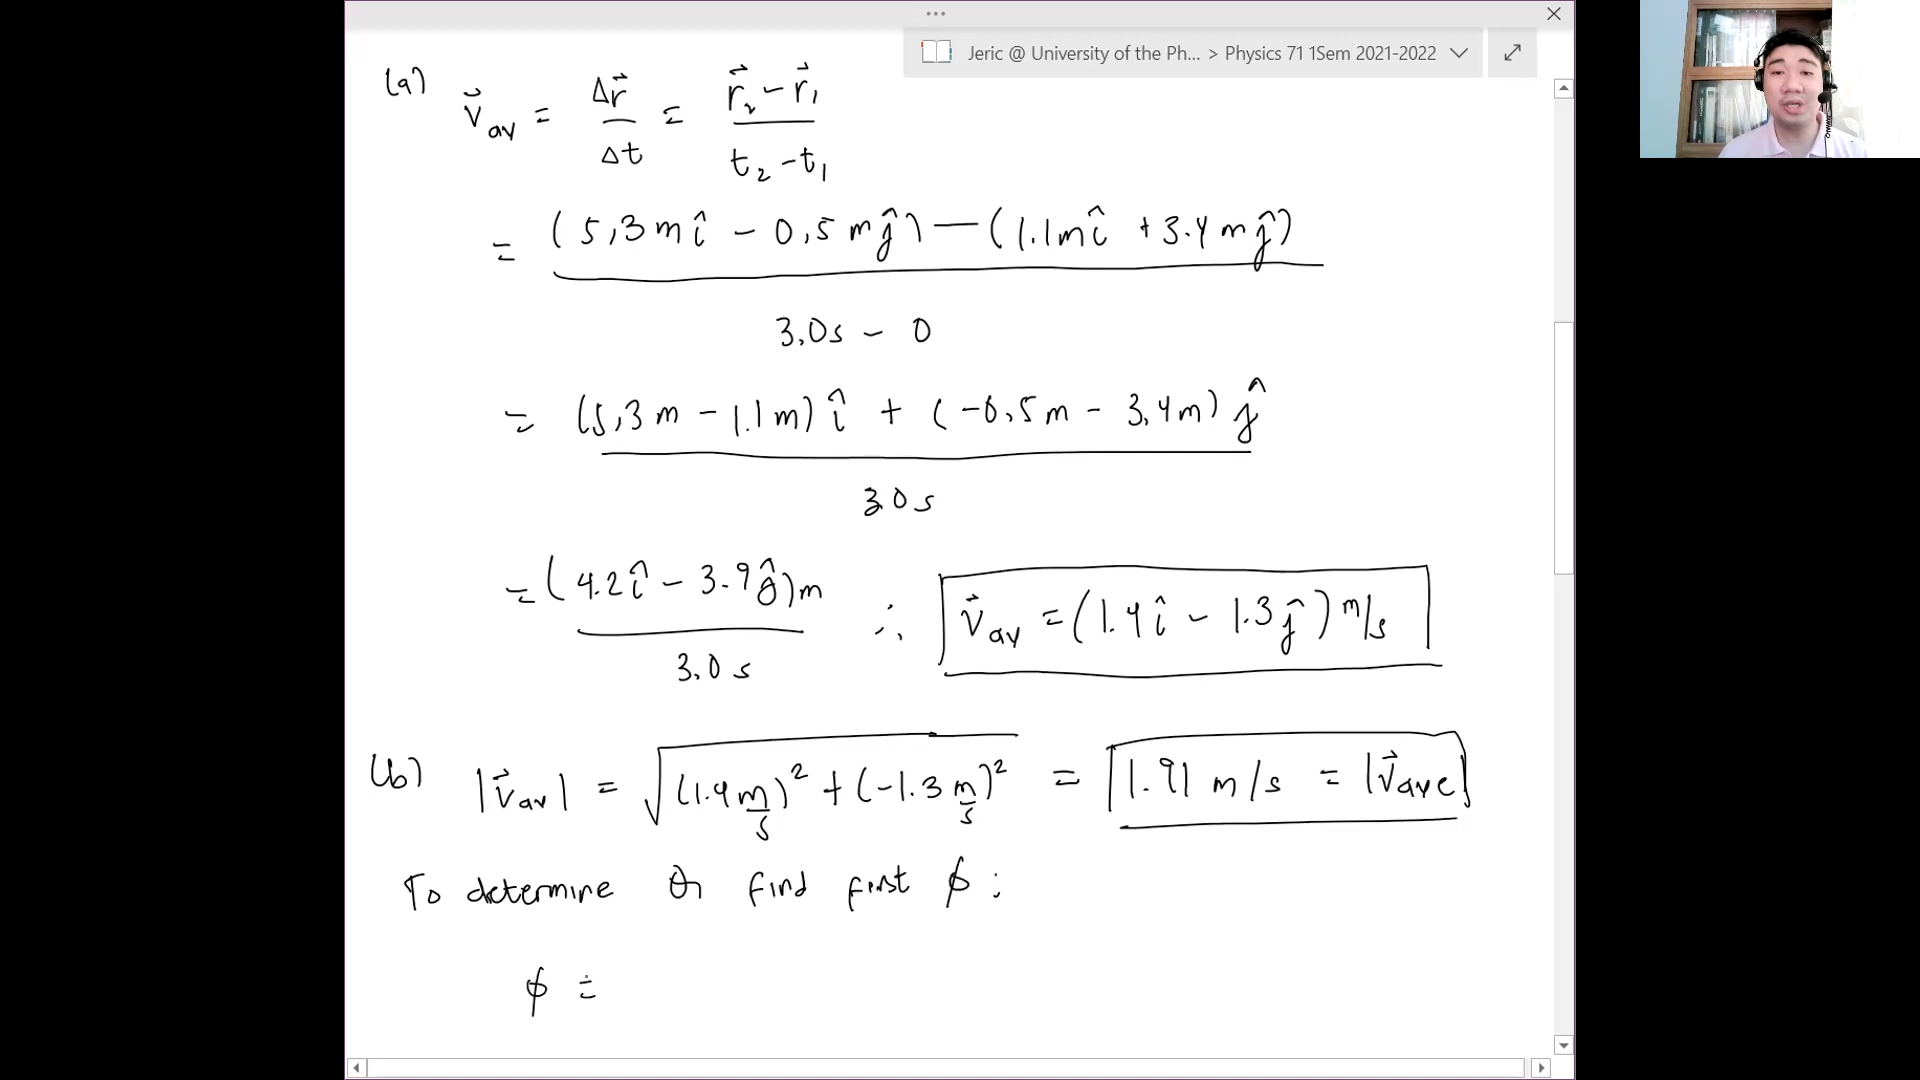 Jeric @ University of the Ph... > Physics 71 1Sem 2021-2022
(a) v⃗av = Δr⃗/Δt = (r⃗2 − r⃗1)/(t2 − t1)
= ((5.3 m î − 0.5 m ĵ) − (1.1 m î + 3.4 m ĵ))/(3.0s − 0)
= ((5.3 m − 1.1 m) î + (−0.5 m − 3.4 m) ĵ)/(3.0 s)
= (4.2 î − 3.9 ĵ) m/(3.0 s) ∴ v⃗av = (1.4 î − 1.3 ĵ) m/s
(b) |v⃗av| = √((1.4 m/s)² + (−1.3 m/s)²) = 1.91 m/s = |v⃗ave|
To determine θ, find first φ :
φ =